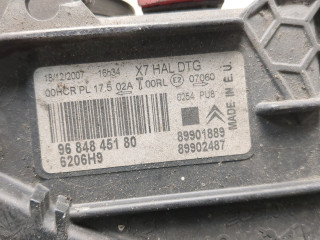 18/12/2007 16h34 X7 HAL DTG
00HCR PL 17.5 02A 00RL 07060
0254 PUB
MADE IN E.U.
96 848 451 80
6206H9
89901889
89902487